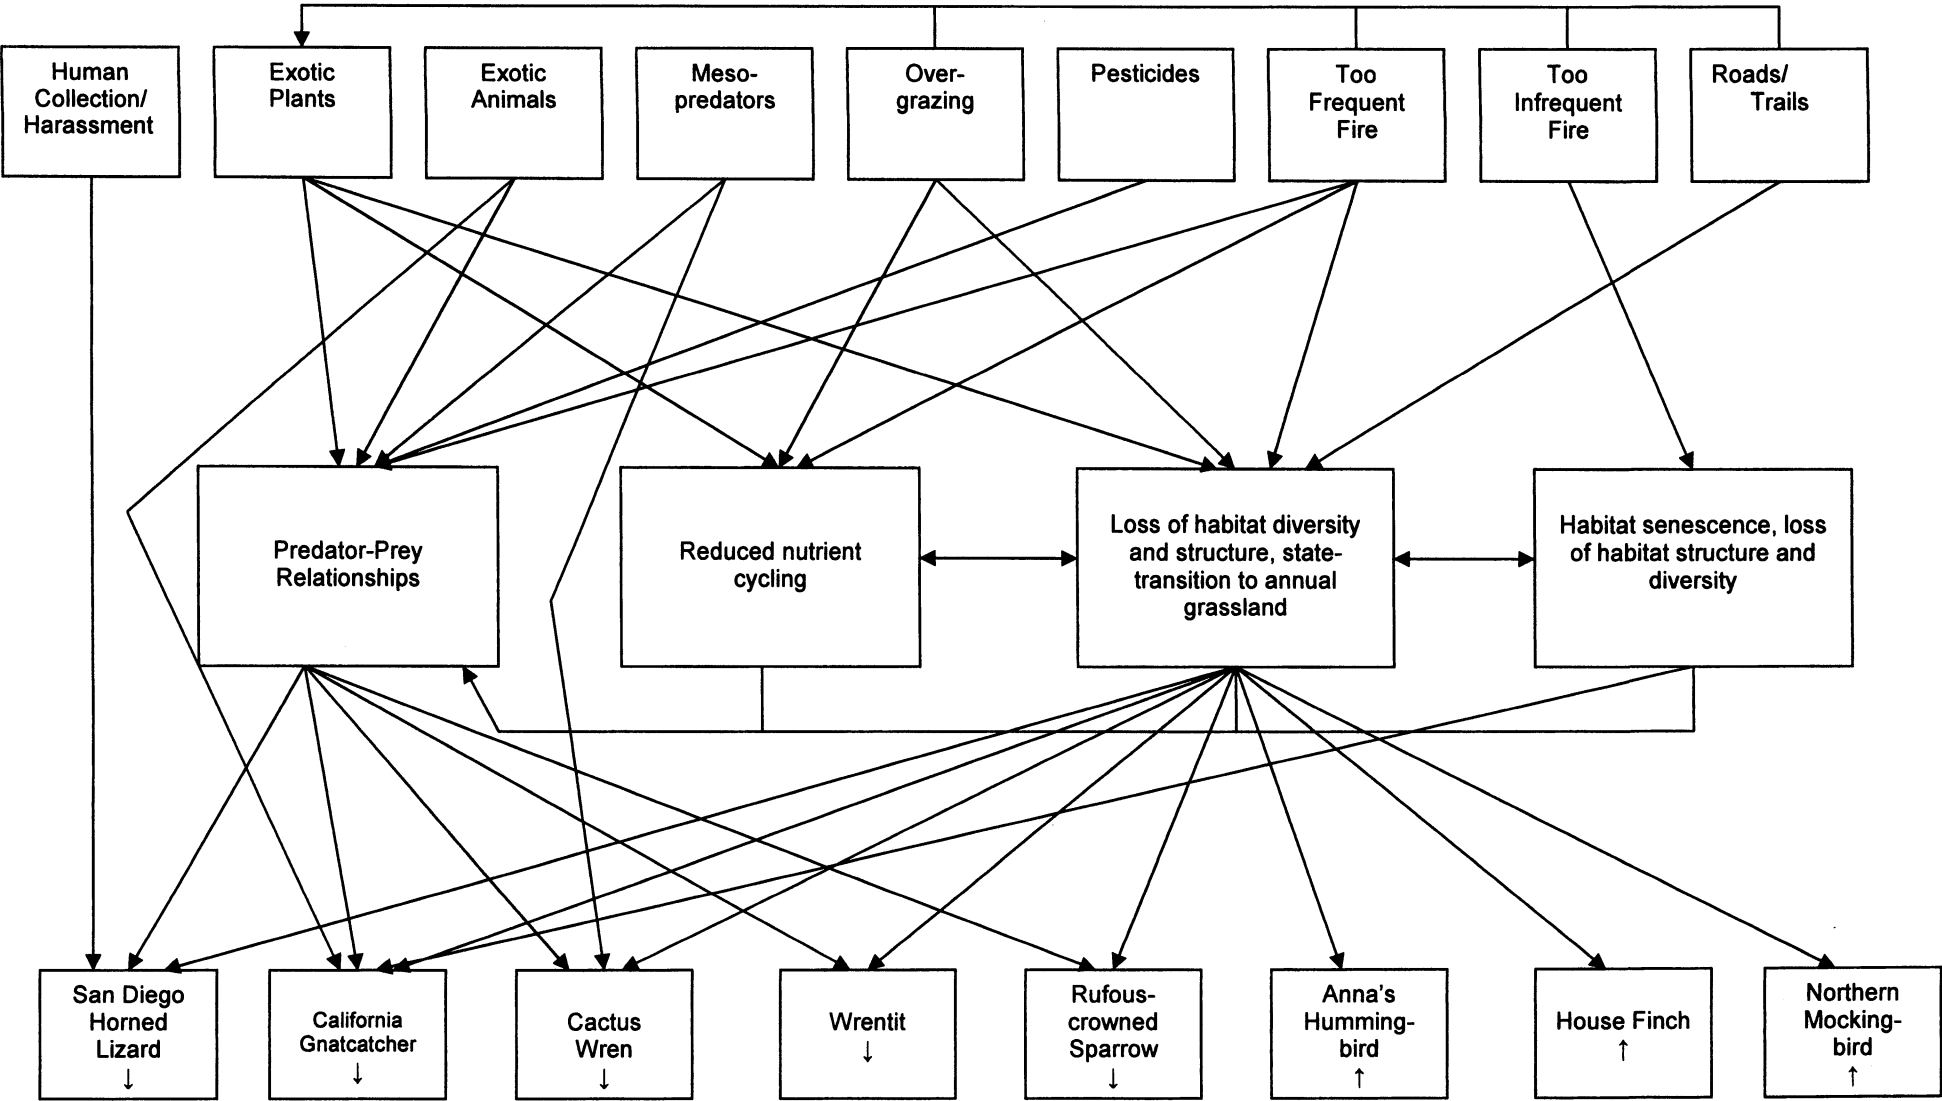 Human
Collection/
Harassment
Exotic
Plants
Exotic
Animals
Meso-
predators
Over-
grazing
Pesticides
Too
Frequent
Fire
Too
Infrequent
Fire
Roads/
Trails
Predator-Prey
Relationships
Reduced nutrient
cycling
Loss of habitat diversity
and structure, state-
transition to annual
grassland
Habitat senescence, loss
of habitat structure and
diversity
San Diego
Horned
Lizard
↓
California
Gnatcatcher
↓
Cactus
Wren
↓
Wrentit
↓
Rufous-
crowned
Sparrow
↓
Anna's
Humming-
bird
↑
House Finch
↑
Northern
Mocking-
bird
↑